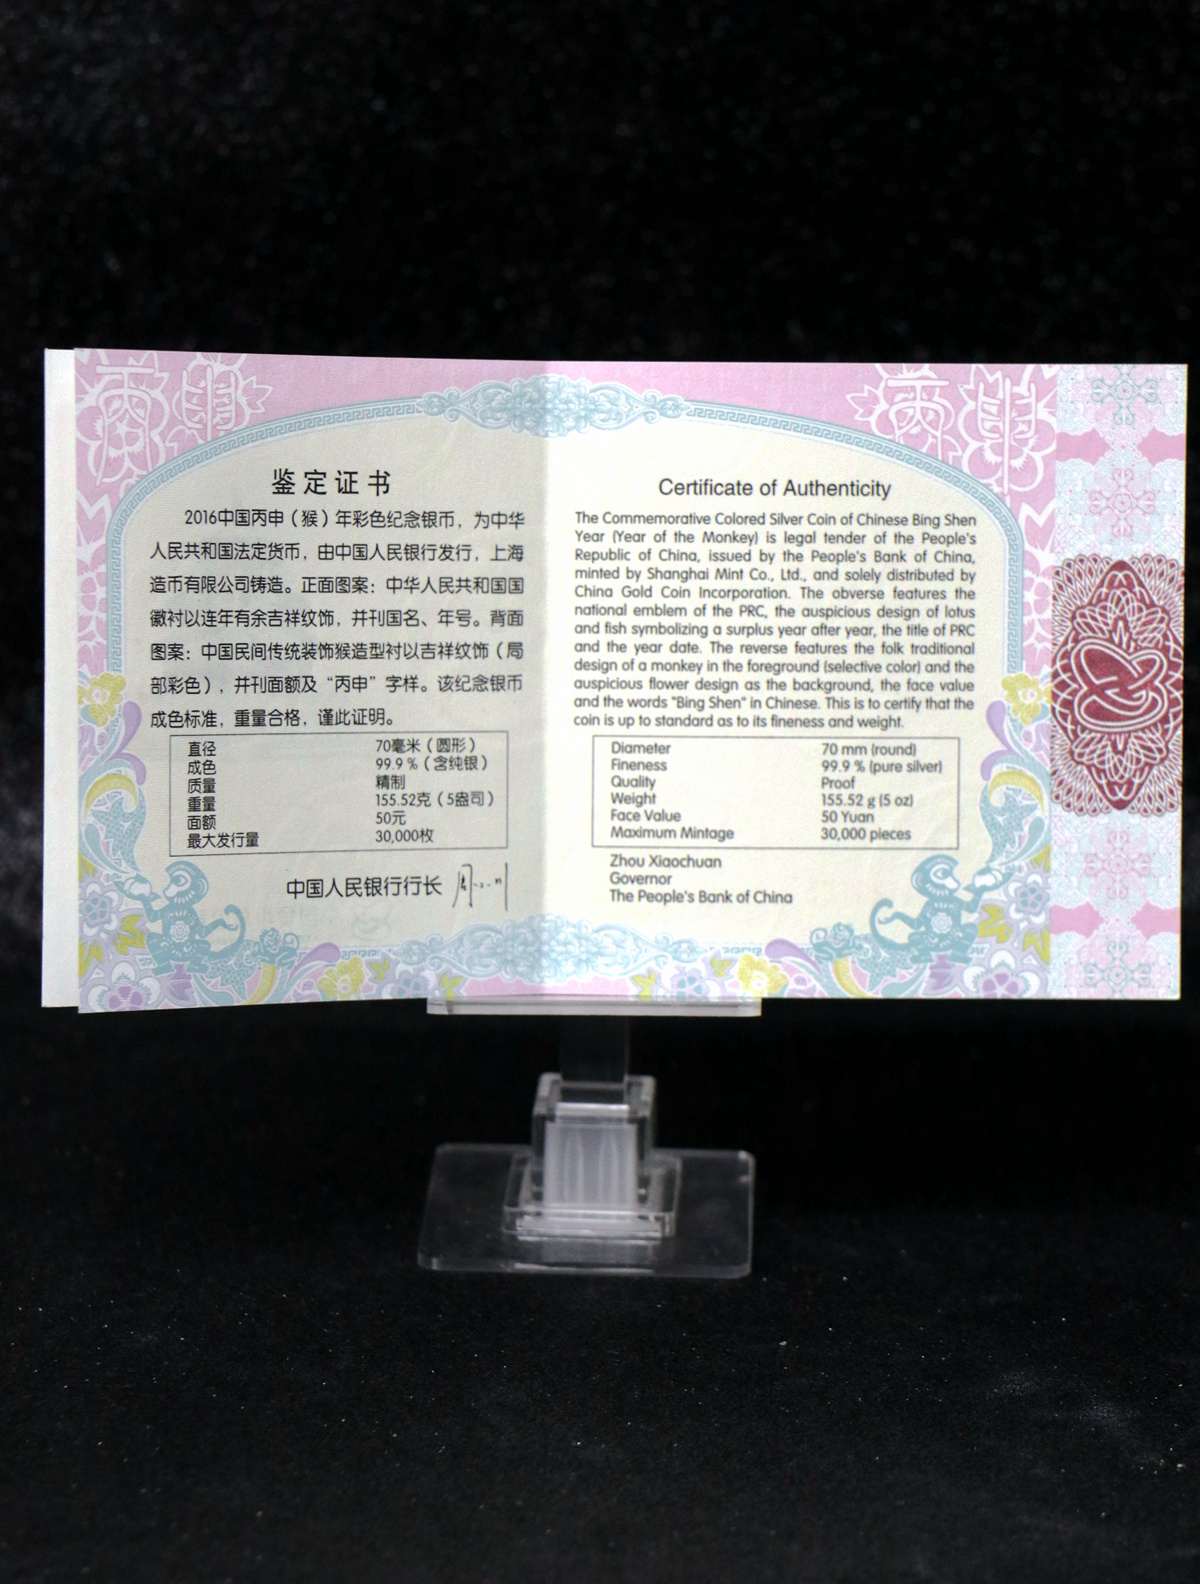 鉴定证书
2016中国丙申（猴）年彩色纪念银币，为中华
人民共和国法定货币，由中国人民银行发行，上海
造币有限公司铸造。正面图案：中华人民共和国国
徽衬以连年有余吉祥纹饰，并刊国名、年号。背面
图案：中国民间传统装饰猴造型衬以吉祥纹饰（局
部彩色），并刊面额及“丙申”字样。该纪念银币
成色标准，重量合格，谨此证明。
直径 70毫米（圆形）
成色 99.9％（含纯银）
质量 精制
重量 155.52克（5盎司）
面额 50元
最大发行量 30,000枚
中国人民银行行长
Certificate of Authenticity
The Commemorative Colored Silver Coin of Chinese Bing Shen
Year (Year of the Monkey) is legal tender of the People's
Republic of China, issued by the People's Bank of China,
minted by Shanghai Mint Co., Ltd., and solely distributed by
China Gold Coin Incorporation. The obverse features the
national emblem of the PRC, the auspicious design of lotus
and fish symbolizing a surplus year after year, the title of PRC
and the year date. The reverse features the folk traditional
design of a monkey in the foreground (selective color) and the
auspicious flower design as the background, the face value
and the words "Bing Shen" in Chinese. This is to certify that the
coin is up to standard as to its fineness and weight.
Diameter 70 mm (round)
Fineness 99.9 % (pure silver)
Quality Proof
Weight 155.52 g (5 oz)
Face Value 50 Yuan
Maximum Mintage 30,000 pieces
Zhou Xiaochuan
Governor
The People's Bank of China